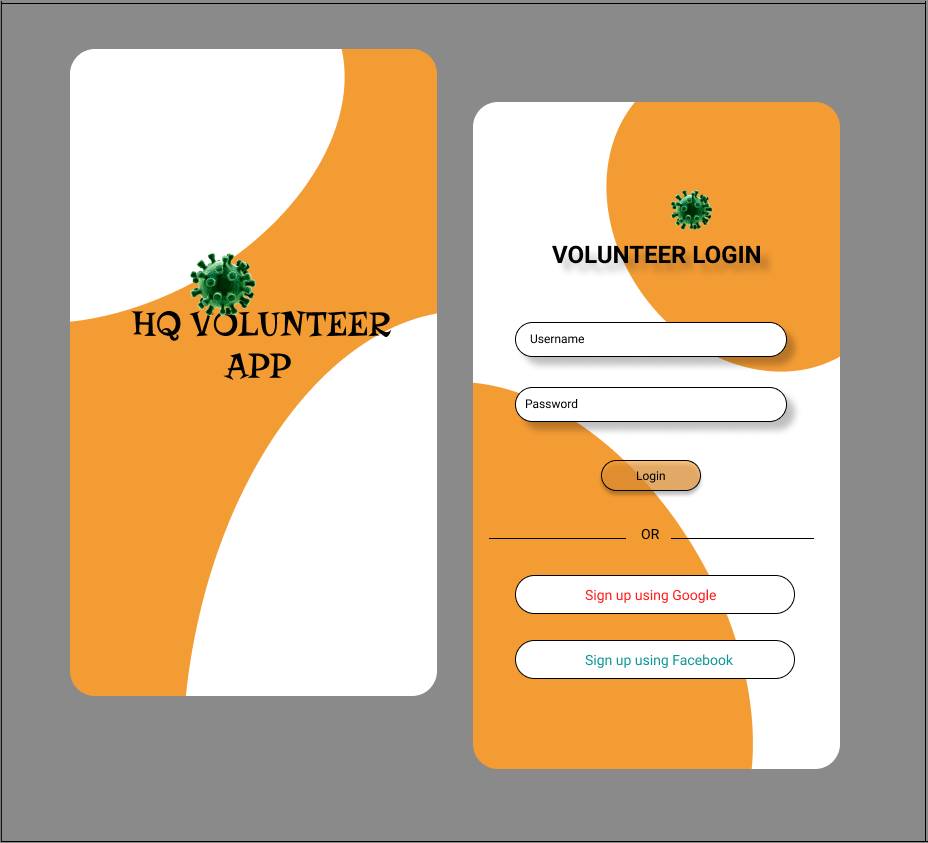 HQ VOLUNTEER
APP
VOLUNTEER LOGIN
Username
Password
Login
OR
Sign up using Google
Sign up using Facebook